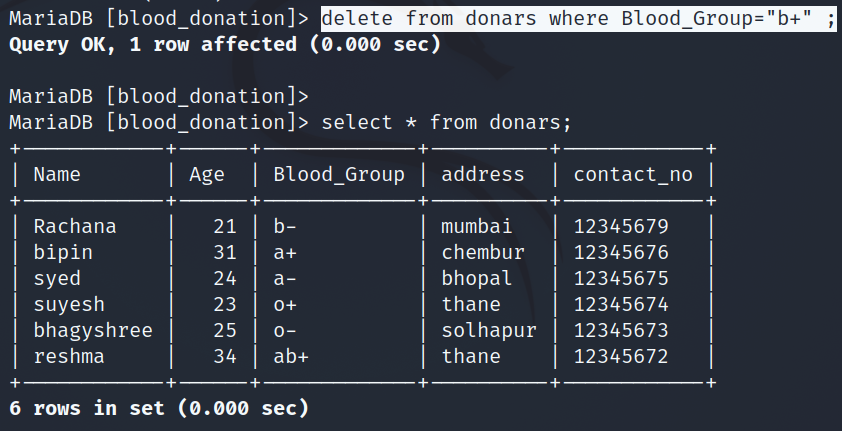 MariaDB [blood_donation]> delete from donars where Blood_Group="b+" ;
Query OK, 1 row affected (0.000 sec)
MariaDB [blood_donation]>
MariaDB [blood_donation]> select * from donars;
+------------+------+-------------+----------+------------+
| Name | Age | Blood_Group | address | contact_no |
+------------+------+-------------+----------+------------+
| Rachana | 21 | b- | mumbai | 12345679 |
| bipin | 31 | a+ | chembur | 12345676 |
| syed | 24 | a- | bhopal | 12345675 |
| suyesh | 23 | o+ | thane | 12345674 |
| bhagyshree | 25 | o- | solhapur | 12345673 |
| reshma | 34 | ab+ | thane | 12345672 |
+------------+------+-------------+----------+------------+
6 rows in set (0.000 sec)